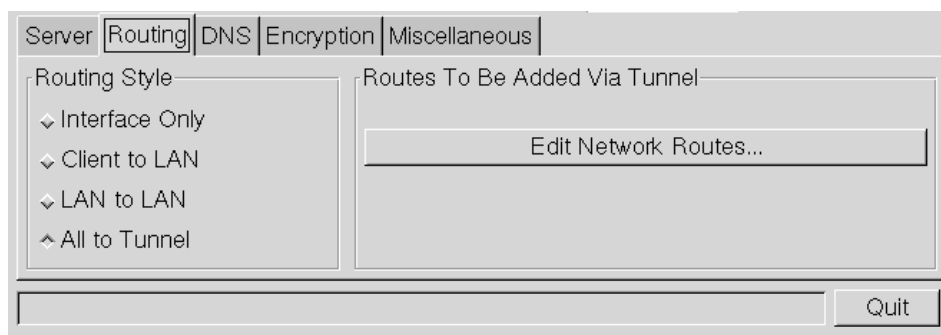 Server Routing DNS Encryption Miscellaneous
Routing Style
Interface Only
Client to LAN
LAN to LAN
All to Tunnel
Routes To Be Added Via Tunnel
Edit Network Routes...
Quit